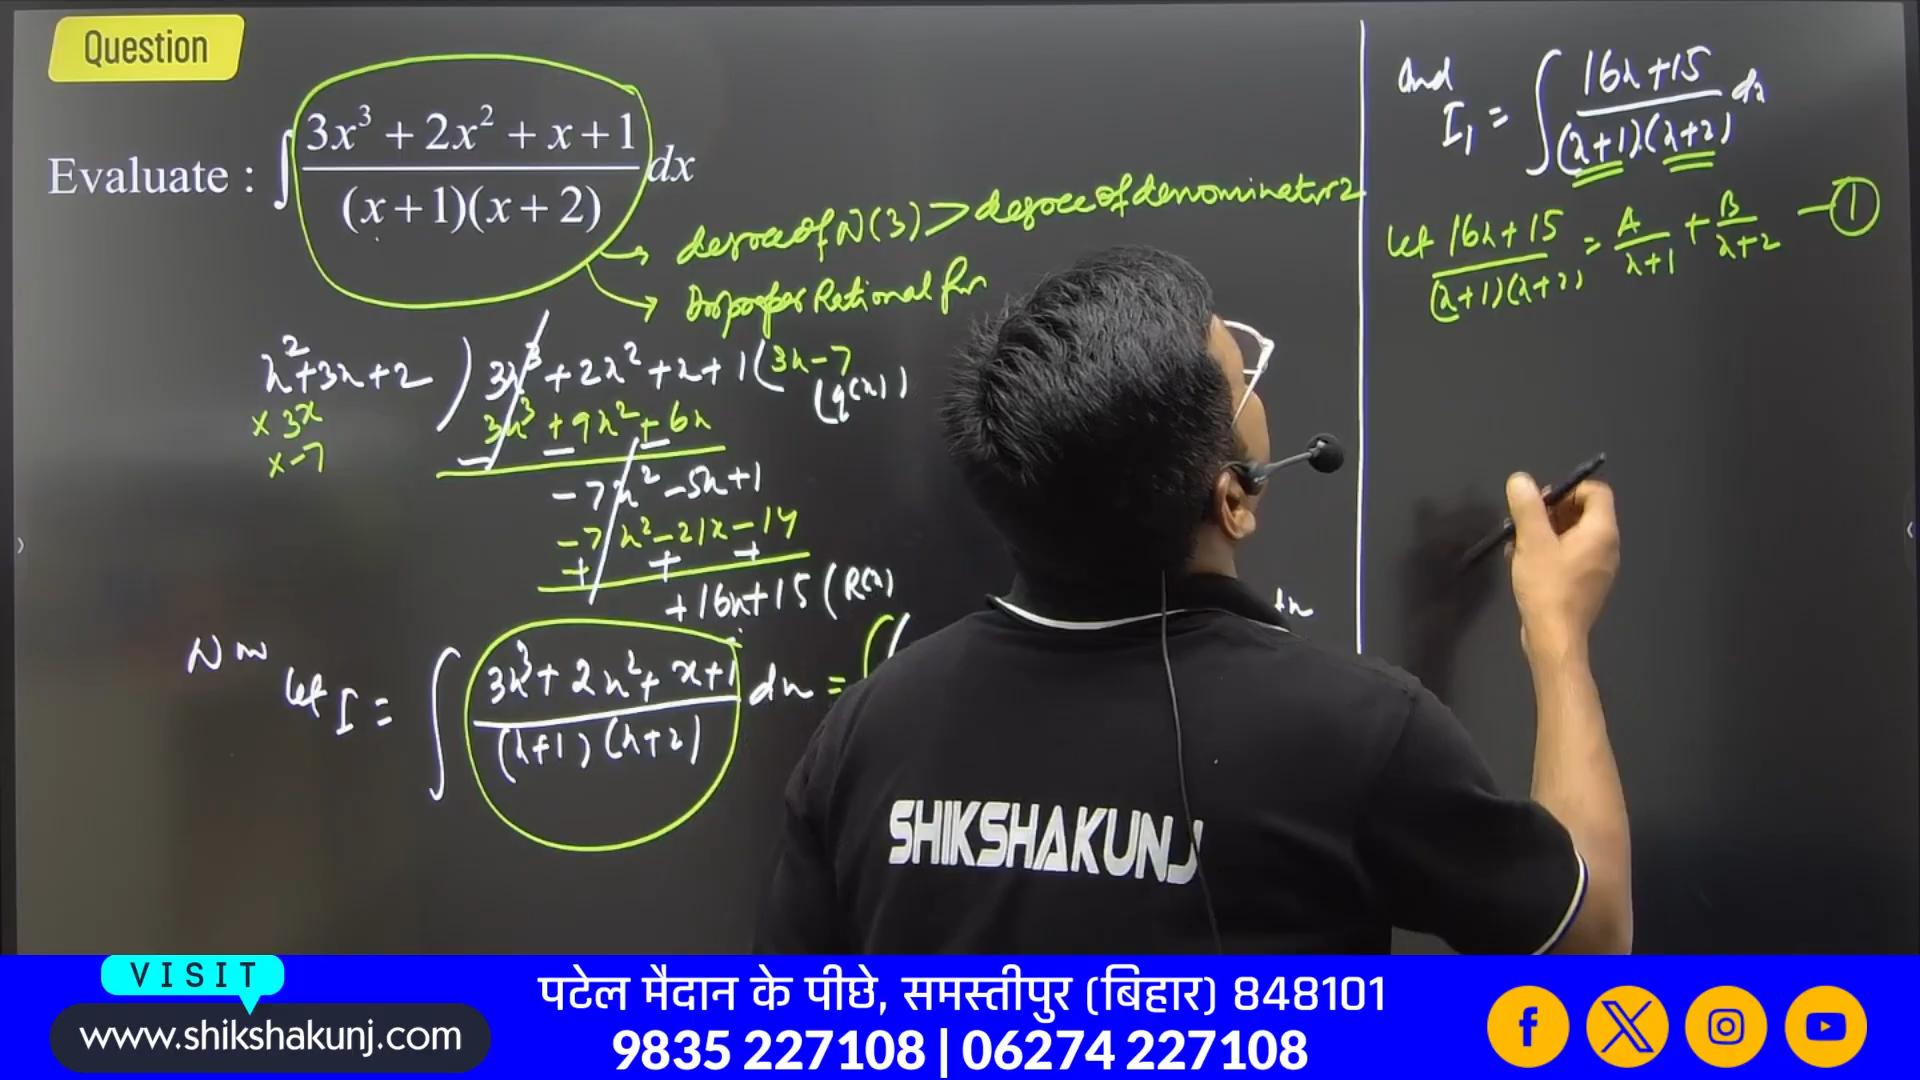 Question
Evaluate : ∫ (3x³ + 2x² + x + 1)/((x + 1)(x + 2)) dx
→ degree of N(3) > degree of denominator 2
→ Improper Rational fun
x²+3x+2 ) 3x³ + 2x² + x + 1 ( 3x - 7
(q(x))
× 3x
3x³ + 9x² + 6x
× -7
- - -
-7x² - 5x + 1
-7x² - 21x - 14
+ + +
+16x + 15 (R(x)
Now
let I = ∫ (3x³ + 2x² + x + 1)/((x+1)(x+2)) dx =
dx
And
I₁ = ∫ (16x + 15)/((x+1)(x+2)) dx
let (16x + 15)/((x+1)(x+2)) = A/(x+1) + B/(x+2) — ①
SHIKSHAKUNJ
VISIT
www.shikshakunj.com
पटेल मैदान के पीछे, समस्तीपुर (बिहार) 848101
9835 227108 | 06274 227108